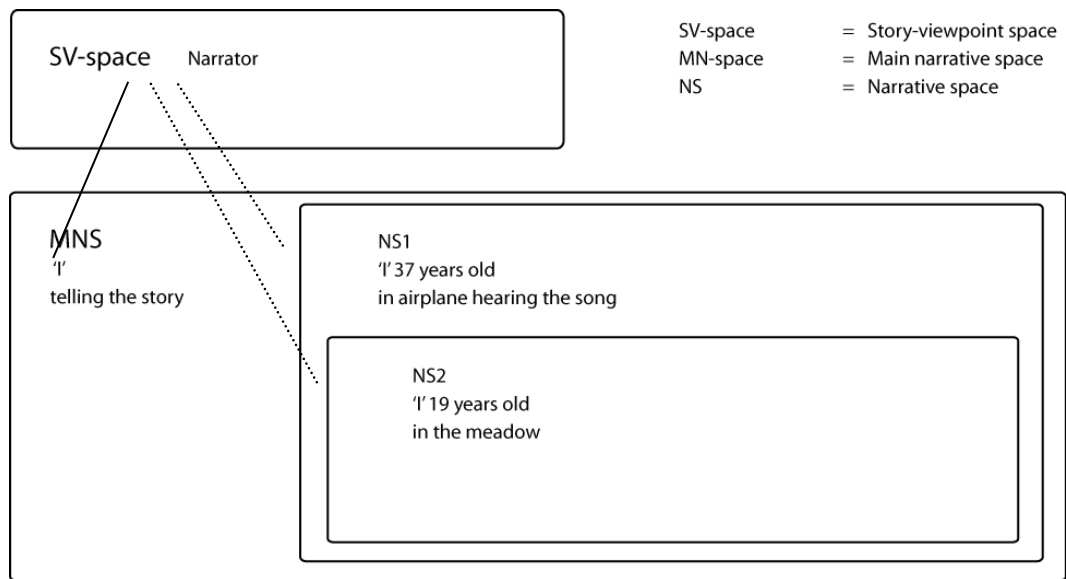 SV-space Narrator
SV-space = Story-viewpoint space
MN-space = Main narrative space
NS = Narrative space
MNS
‘I’
telling the story
NS1
‘I’ 37 years old
in airplane hearing the song
NS2
‘I’ 19 years old
in the meadow